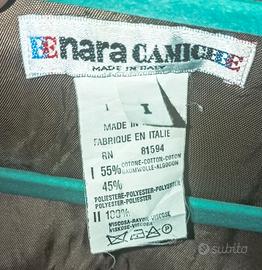 nara CAMICIE
MADE IN ITALY
I
MADE IN
FABRIQUE EN ITALIE
RN 81594
I 55% COTONE-COTTON-COTON
BAUMWOLLE-ALGODON
45%
POLIESTERE-POLYESTER-POLYESTER
POLYESTER-POLIESTER
II 100%
VISCOSA-RAYON VISCOSE
VISKOSE-VISCOSA
subito